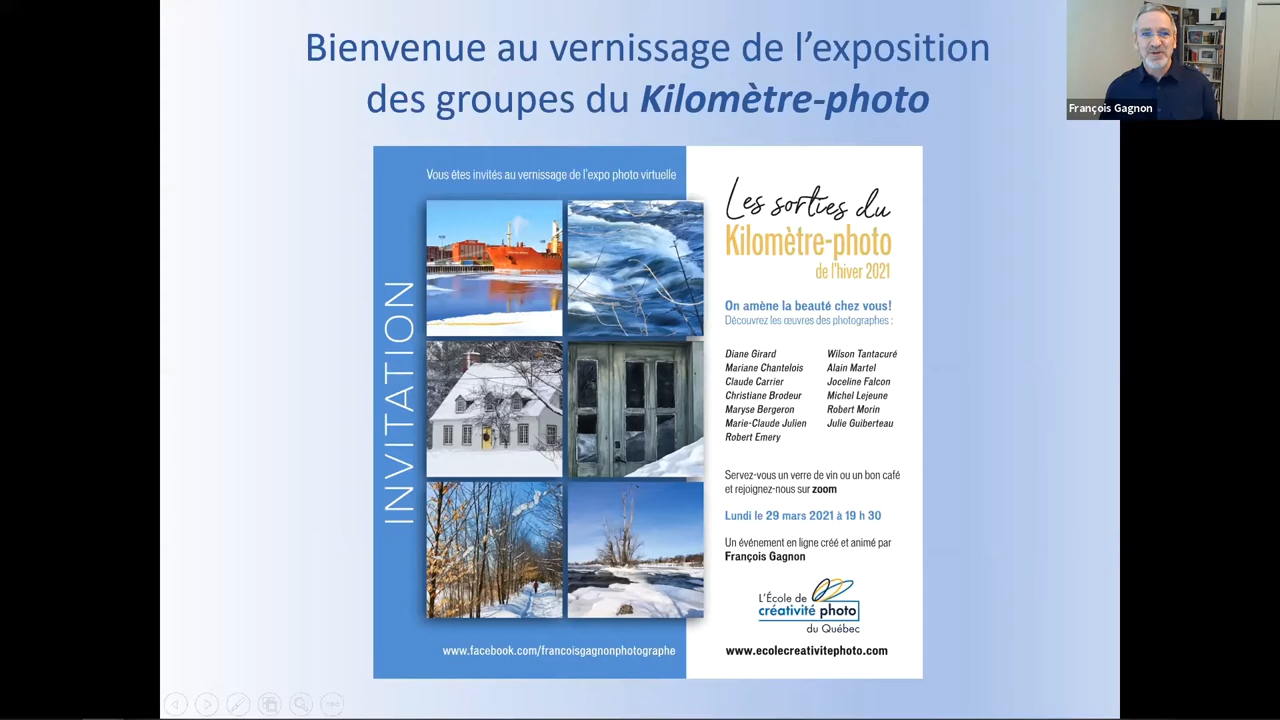 Bienvenue au vernissage de l’exposition
des groupes du Kilomètre-photo
François Gagnon
Vous êtes invités au vernissage de l'expo photo virtuelle
INVITATION
Les sorties du
Kilomètre-photo
de l'hiver 2021
On amène la beauté chez vous!
Découvrez les œuvres des photographes :
Diane Girard
Mariane Chantelois
Claude Carrier
Christiane Brodeur
Maryse Bergeron
Marie-Claude Julien
Robert Emery
Wilson Tantacuré
Alain Martel
Joceline Falcon
Michel Lejeune
Robert Morin
Julie Guiberteau
Servez-vous un verre de vin ou un bon café
et rejoignez-nous sur zoom
Lundi le 29 mars 2021 à 19 h 30
Un événement en ligne créé et animé par
François Gagnon
L'École de
créativité photo
du Québec
www.facebook.com/francoisgagnonphotographe
www.ecolecreativitephoto.com